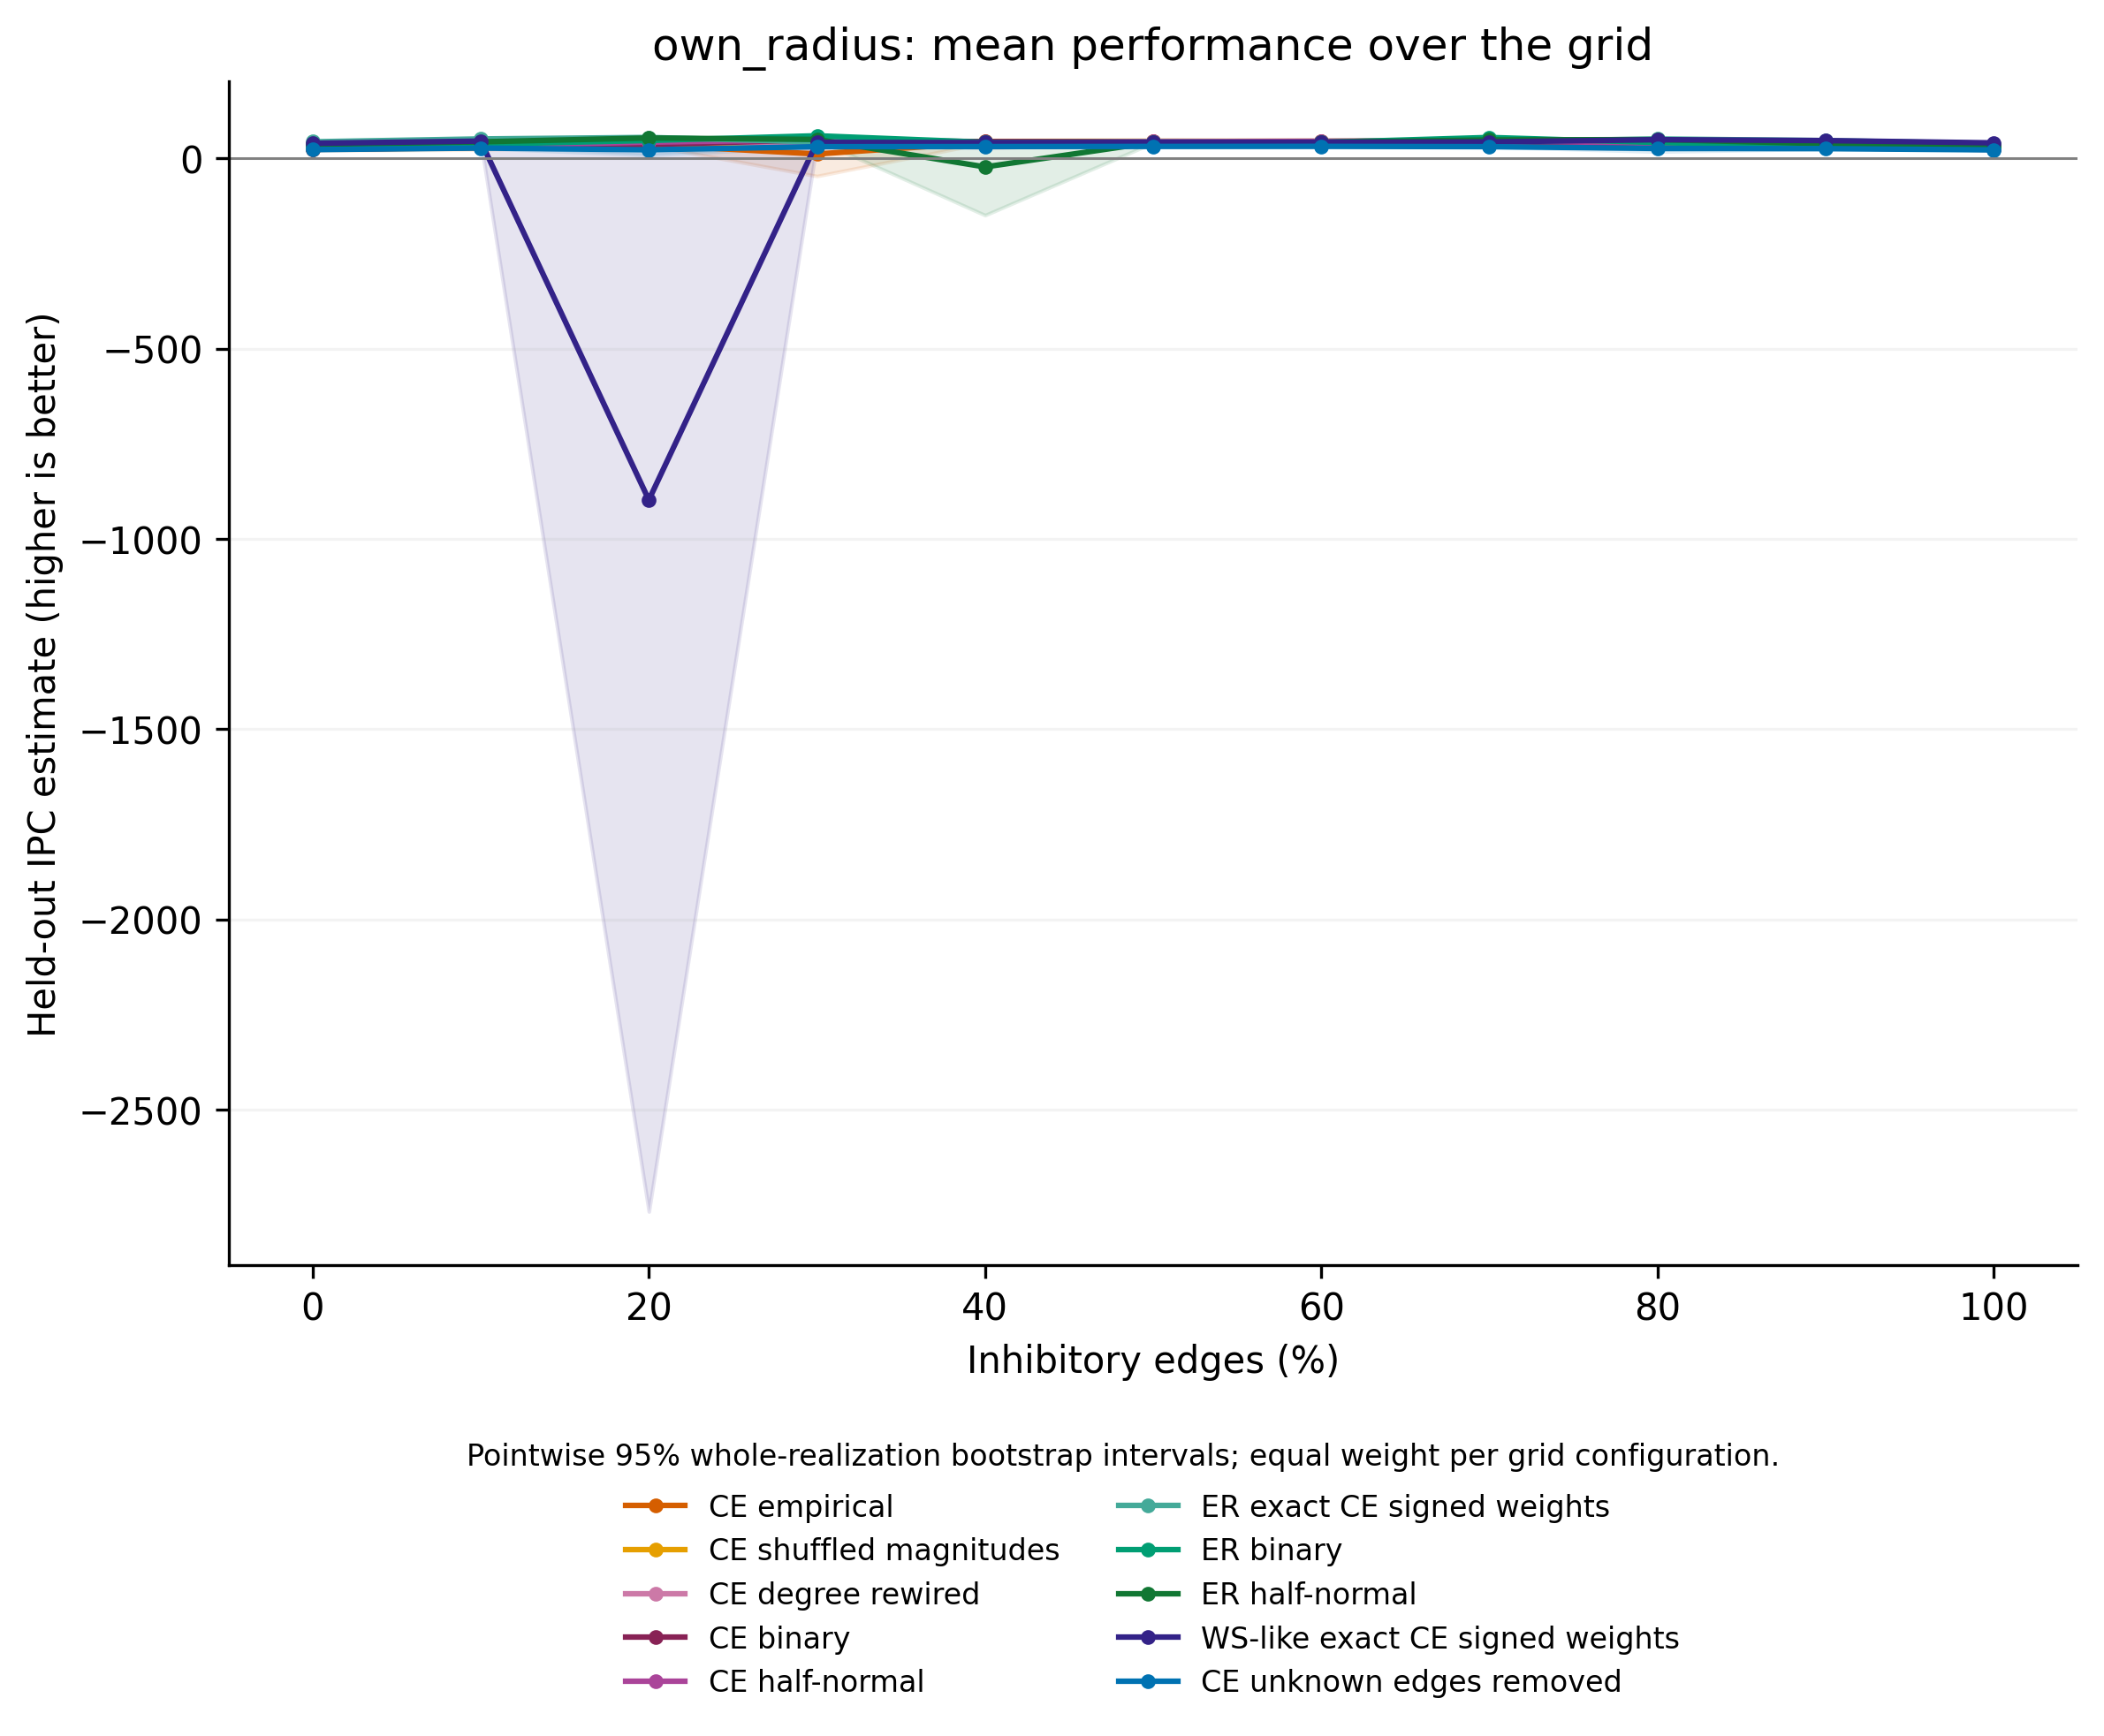 own_radius: mean performance over the grid
Held-out IPC estimate (higher is better)
0
−500
−1000
−1500
−2000
−2500
0 20 40 60 80 100
Inhibitory edges (%)
Pointwise 95% whole-realization bootstrap intervals; equal weight per grid configuration.
CE empirical
CE shuffled magnitudes
CE degree rewired
CE binary
CE half-normal
ER exact CE signed weights
ER binary
ER half-normal
WS-like exact CE signed weights
CE unknown edges removed